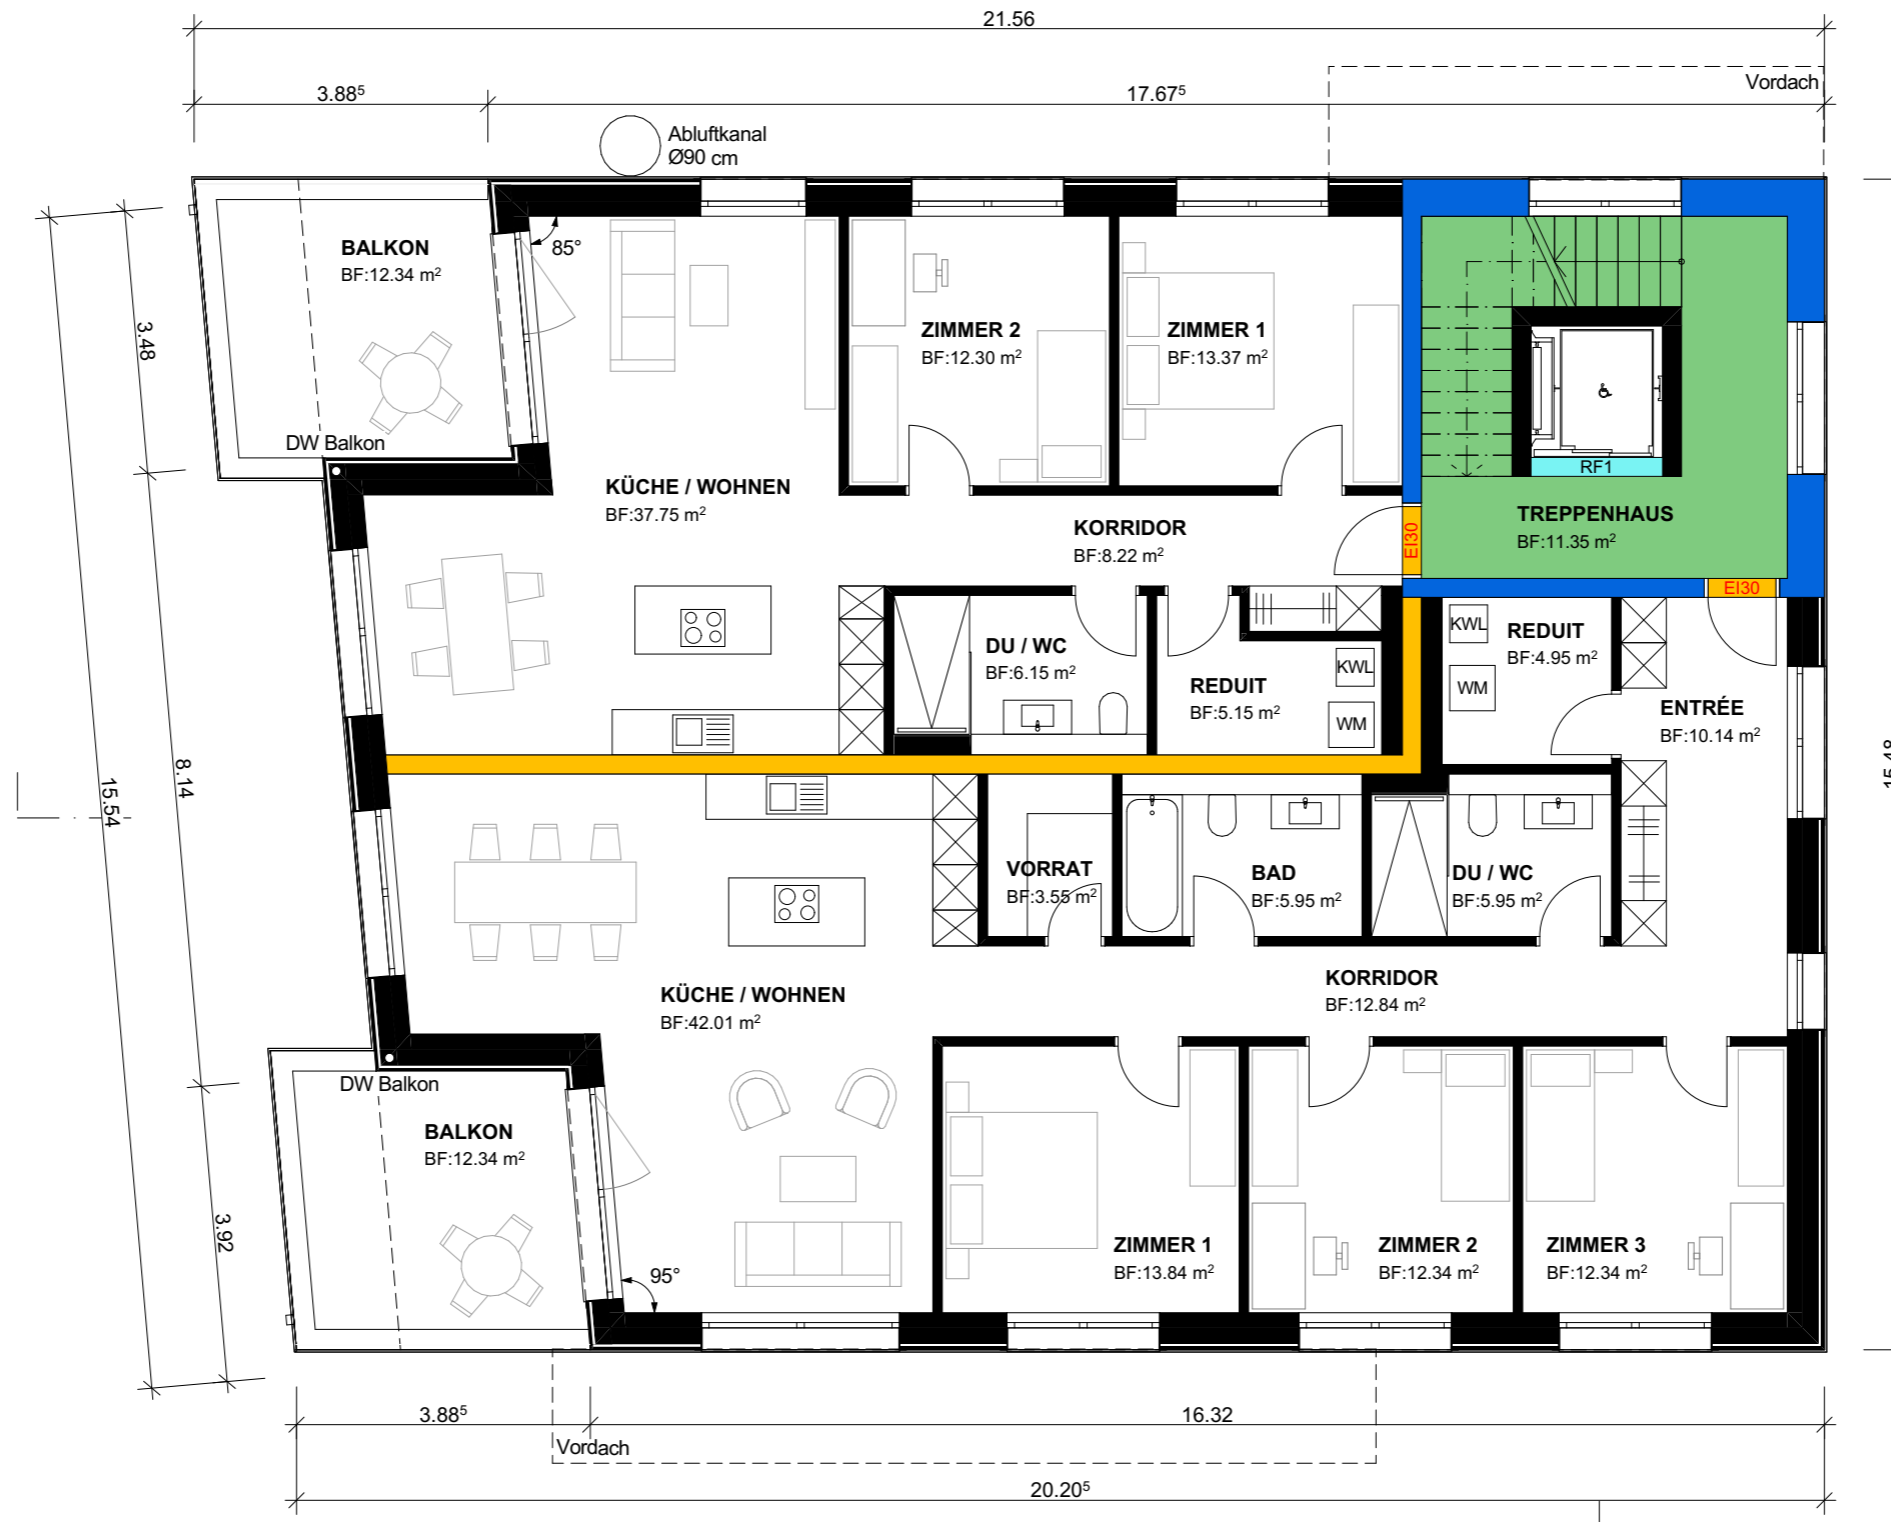 21.56
3.88⁵
17.67⁵
Vordach
Abluftkanal
Ø90 cm
85°
BALKON
BF:12.34 m²
3.48
ZIMMER 2
BF:12.30 m²
ZIMMER 1
BF:13.37 m²
DW Balkon
RF1
KÜCHE / WOHNEN
BF:37.75 m²
KORRIDOR
BF:8.22 m²
EI30
TREPPENHAUS
BF:11.35 m²
EI30
KWL
REDUIT
BF:4.95 m²
DU / WC
BF:6.15 m²
KWL
REDUIT
BF:5.15 m²
WM
WM
ENTRÉE
BF:10.14 m²
15.54
8.14
15.48
VORRAT
BF:3.55 m²
BAD
BF:5.95 m²
DU / WC
BF:5.95 m²
KÜCHE / WOHNEN
BF:42.01 m²
KORRIDOR
BF:12.84 m²
DW Balkon
BALKON
BF:12.34 m²
3.92
95°
ZIMMER 1
BF:13.84 m²
ZIMMER 2
BF:12.34 m²
ZIMMER 3
BF:12.34 m²
3.88⁵
16.32
Vordach
20.20⁵